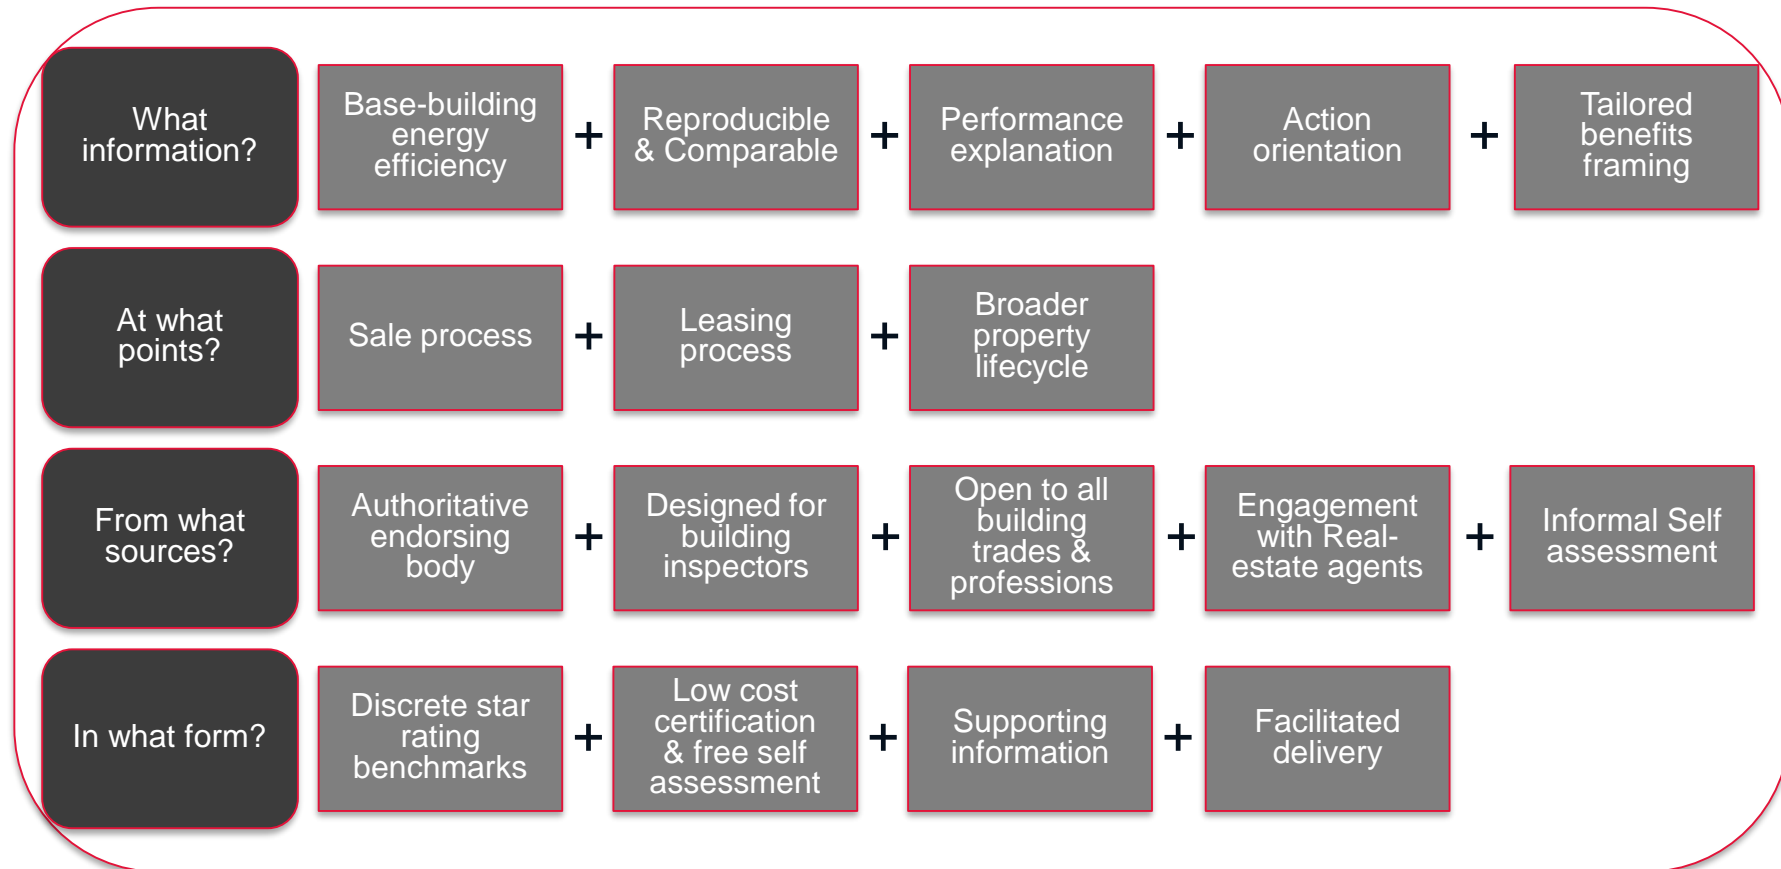 What
information?
Base-building
energy
efficiency
+
Reproducible
& Comparable
+
Performance
explanation
+
Action
orientation
+
Tailored
benefits
framing
At what
points?
Sale process
+
Leasing
process
+
Broader
property
lifecycle
From what
sources?
Authoritative
endorsing
body
+
Designed for
building
inspectors
+
Open to all
building
trades &
professions
+
Engagement
with Real-
estate agents
+
Informal Self
assessment
In what form?
Discrete star
rating
benchmarks
+
Low cost
certification
& free self
assessment
+
Supporting
information
+
Facilitated
delivery